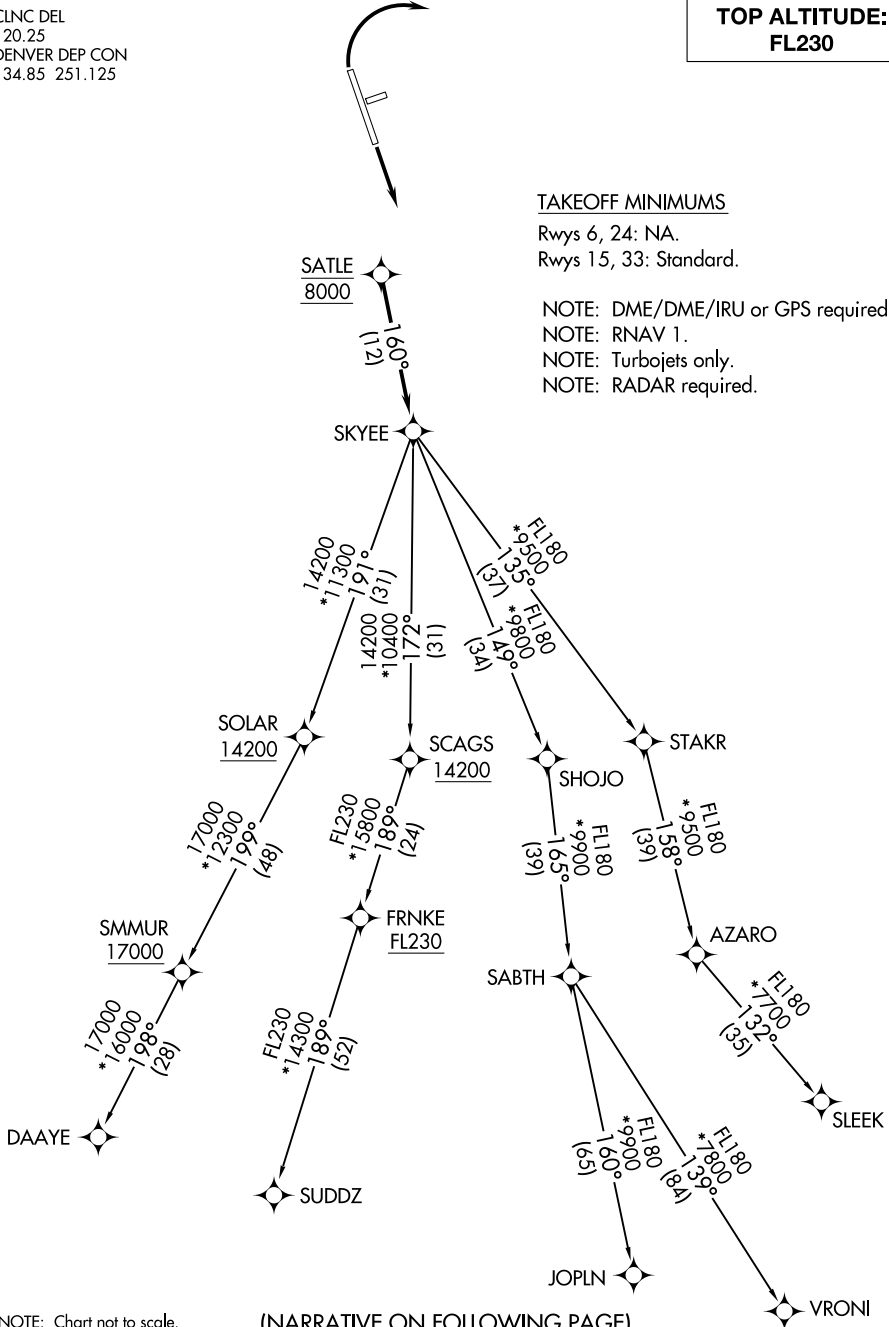 CLNC DEL
20.25
DENVER DEP CON
34.85 251.125
TOP ALTITUDE:
FL230
TAKEOFF MINIMUMS
Rwys 6, 24: NA.
Rwys 15, 33: Standard.
NOTE: DME/DME/IRU or GPS required
NOTE: RNAV 1.
NOTE: Turbojets only.
NOTE: RADAR required.
SATLE
8000
160°
(12)
SKYEE
14200
*11300
191°
(31)
14200
*10400
172°
(31)
FL180
*9800
149°
(34)
FL180
*9500
135°
(37)
SOLAR
14200
SCAGS
14200
SHOJO
STAKR
17000
*12300
199°
(48)
FL230
*15800
189°
(24)
FL180
*9900
165°
(39)
FL180
*9500
158°
(39)
SMMUR
17000
FRNKE
FL230
SABTH
AZARO
17000
*16000
198°
(28)
FL230
*14300
189°
(52)
FL180
*9900
160°
(65)
FL180
*7800
139°
(84)
FL180
*7700
132°
(35)
SLEEK
DAAYE
SUDDZ
JOPLN
VRONI
NOTE: Chart not to scale.
(NARRATIVE ON FOLLOWING PAGE)